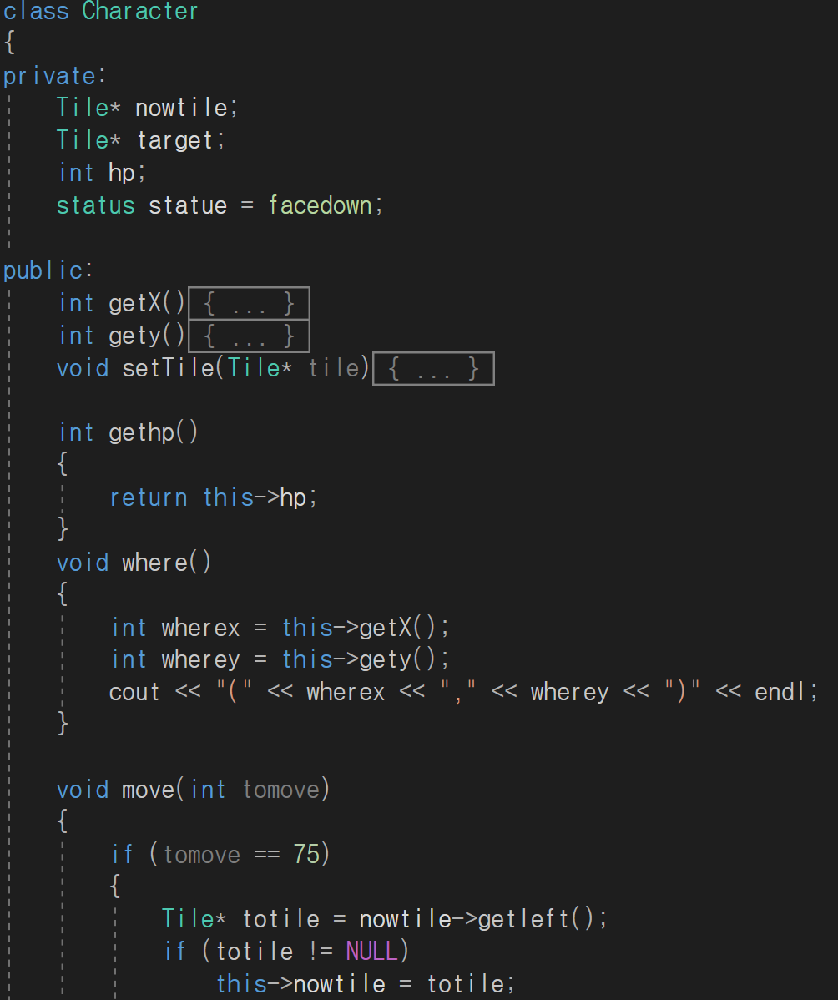 class Character
{
private:
    Tile* nowtile;
    Tile* target;
    int hp;
    status statue = facedown;

public:
    int getX(){ ... }
    int gety(){ ... }
    void setTile(Tile* tile){ ... }

    int gethp()
    {
        return this->hp;
    }
    void where()
    {
        int wherex = this->getX();
        int wherey = this->gety();
        cout << "(" << wherex << "," << wherey << ")" << endl;
    }

    void move(int tomove)
    {
        if (tomove == 75)
        {
            Tile* totile = nowtile->getleft();
            if (totile != NULL)
                this->nowtile = totile;